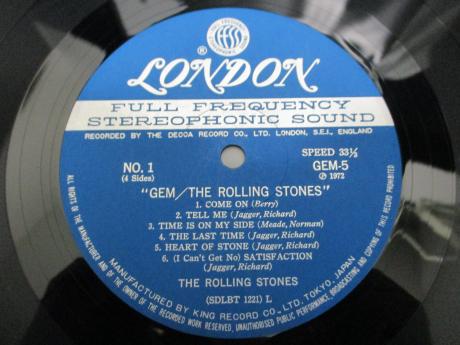 FULL FREQUENCY
STEREOPHONIC SOUND
®
LONDON
FULL FREQUENCY
STEREOPHONIC SOUND
RECORDED BY THE DECCA RECORD CO., LTD. LONDON, S.E.I., ENGLAND
NO. 1
(4 Sides)
SPEED 33⅓
GEM-5
Ⓟ 1972
"GEM/THE ROLLING STONES"
1. COME ON (Berry)
2. TELL ME (Jagger, Richard)
3. TIME IS ON MY SIDE (Meade, Norman)
4. THE LAST TIME (Jagger, Richard)
5. HEART OF STONE (Jagger, Richard)
6. (I Can't Get No) SATISFACTION
(Jagger, Richard)
THE ROLLING STONES
(SDLBT 1221) L
MANUFACTURED BY KING RECORD CO., LTD. TOKYO, JAPAN
ALL RIGHTS OF THE MANUFACTURER AND OF THE OWNER OF THE RECORDED WORK RESERVED. UNAUTHORISED PUBLIC PERFORMANCE, BROADCASTING AND COPYING OF THIS RECORD PROHIBITED